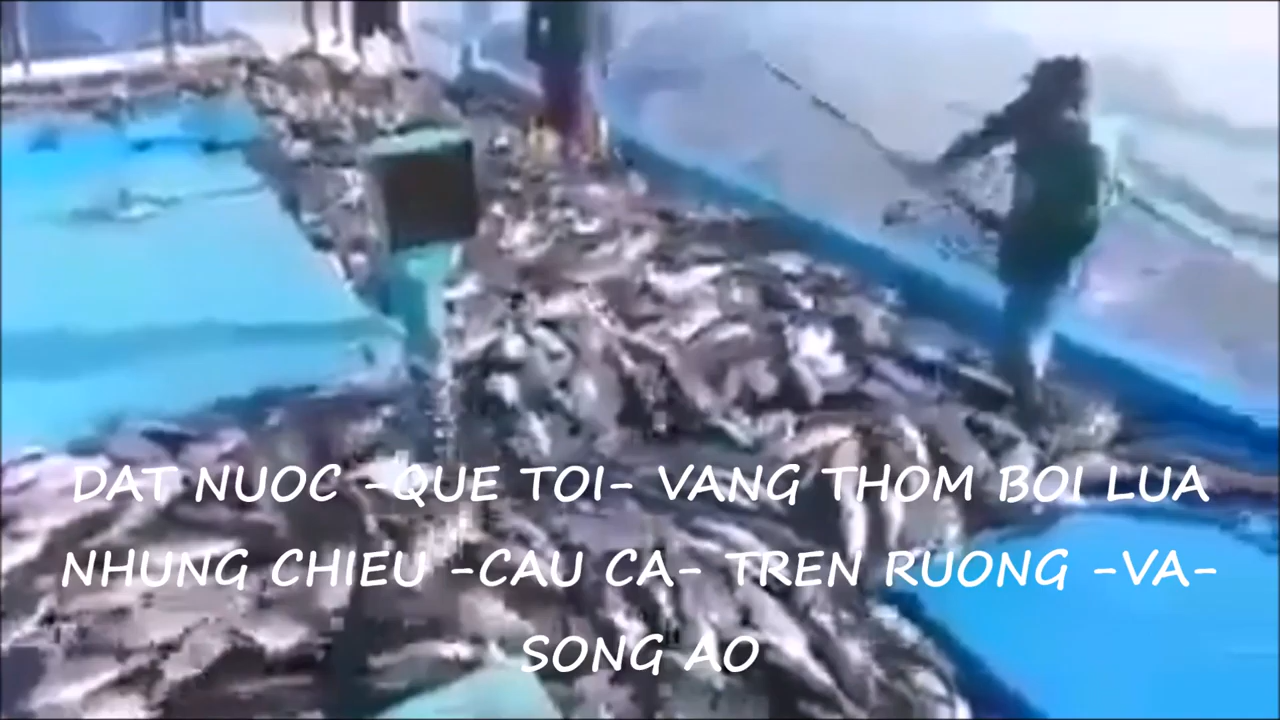 DAT NUOC -QUE TOI- VANG THOM BOI LUA
NHUNG CHIEU -CAU CA- TREN RUONG -VA-
SONG AO